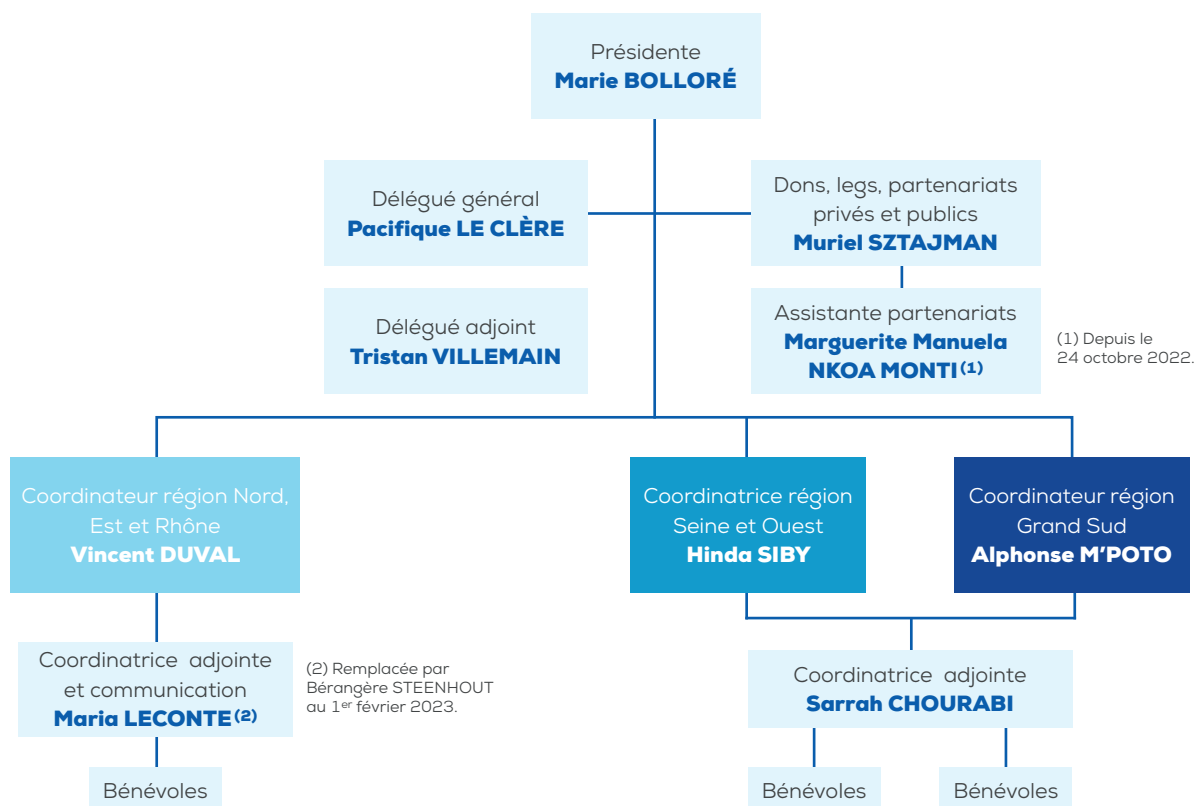 Présidente
Marie BOLLORÉ
Délégué général
Pacifique LE CLÈRE
Dons, legs, partenariats
privés et publics
Muriel SZTAJMAN
Délégué adjoint
Tristan VILLEMAIN
Assistante partenariats
Marguerite Manuela
NKOA MONTI (1)
(1) Depuis le
24 octobre 2022.
Coordinateur région Nord,
Est et Rhône
Vincent DUVAL
Coordinatrice région
Seine et Ouest
Hinda SIBY
Coordinateur région
Grand Sud
Alphonse M’POTO
Coordinatrice adjointe
et communication
Maria LECONTE (2)
(2) Remplacée par
Bérangère STEENHOUT
au 1er février 2023.
Coordinatrice adjointe
Sarrah CHOURABI
Bénévoles
Bénévoles
Bénévoles